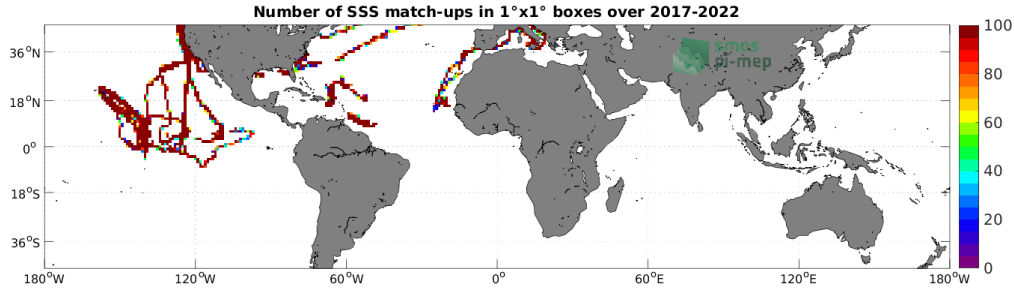 Number of SSS match-ups in 1°x1° boxes over 2017-2022
36°N
18°N
0°
18°S
36°S
180°W
120°W
60°W
0°
60°E
120°E
180°W
smos
pi-mep
100
80
60
40
20
0